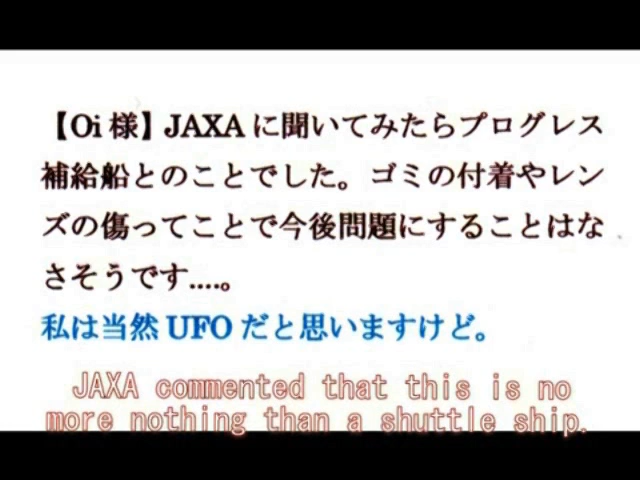 【Oi 様】JAXA に聞いてみたらプログレス
補給船とのことでした。ゴミの付着やレン
ズの傷ってことで今後問題にすることはな
さそうです....。
私は当然 UFO だと思いますけど。
JAXA commented that this is no
more nothing than a shuttle ship.